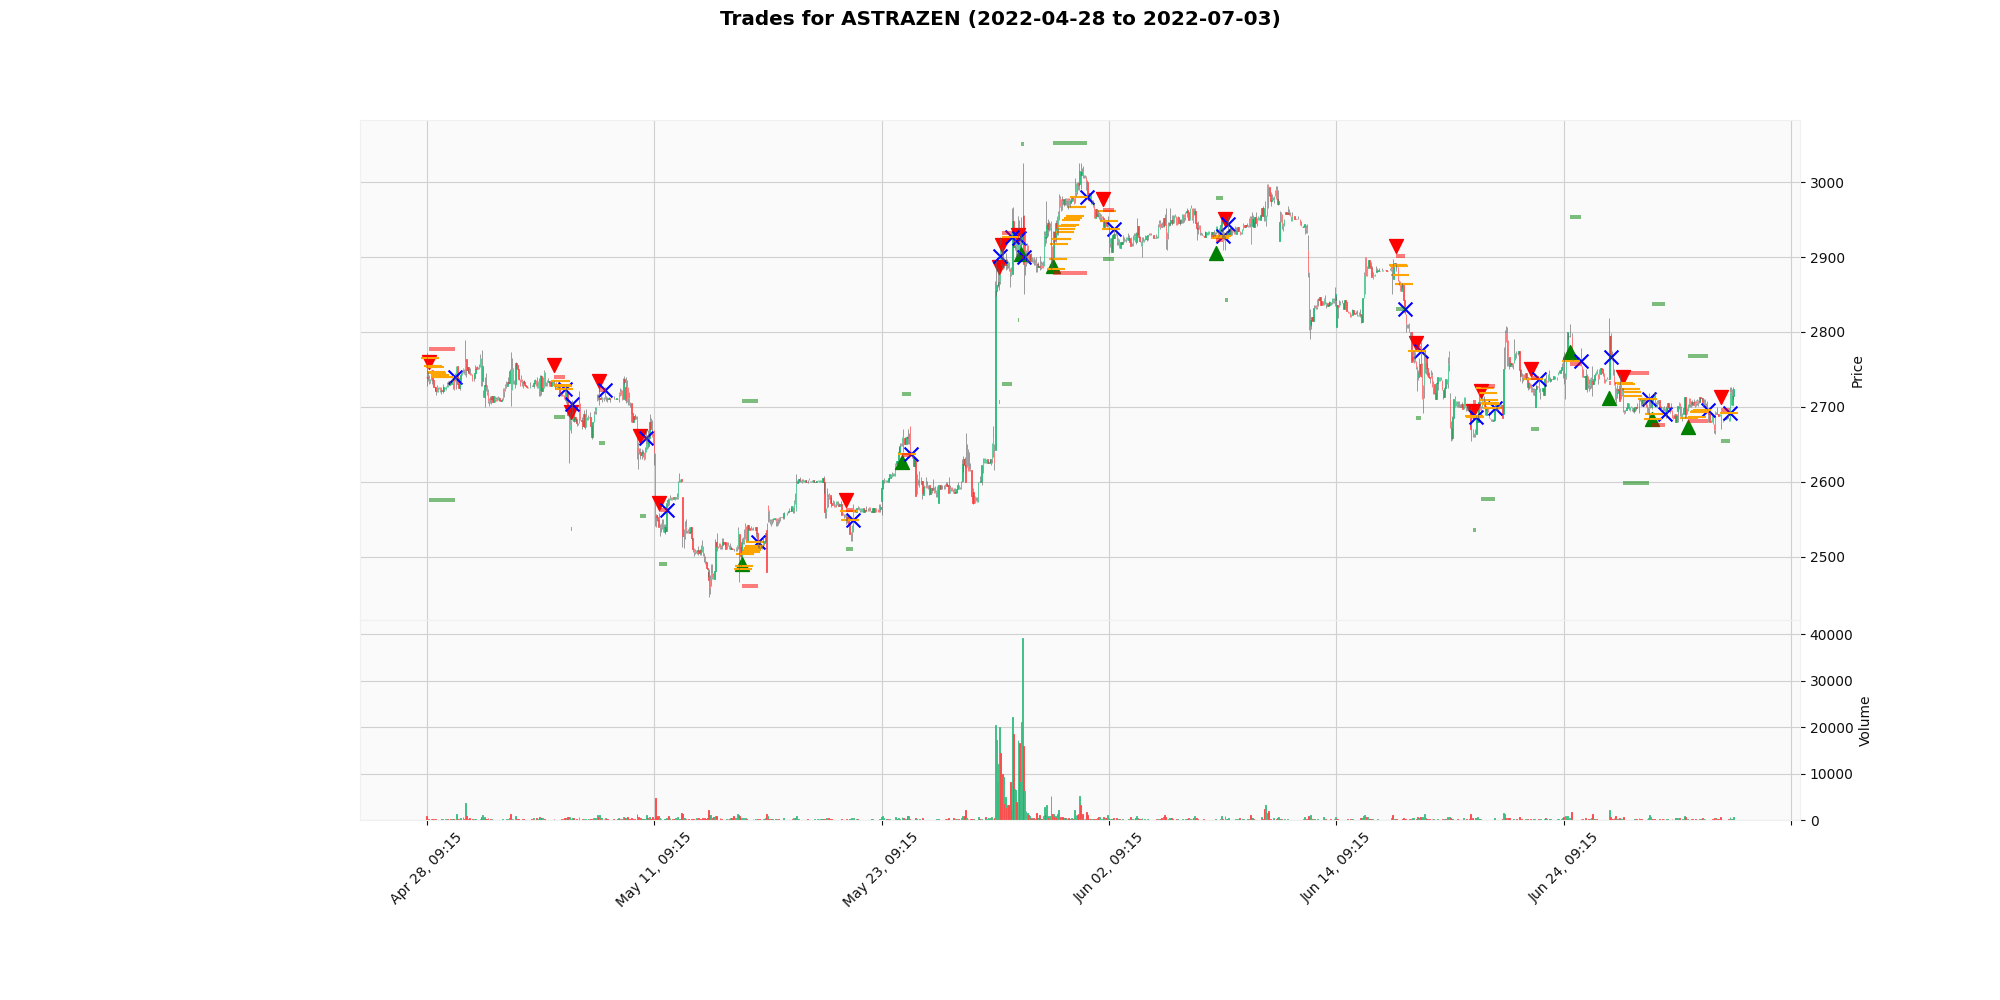 Trades for ASTRAZEN (2022-04-28 to 2022-07-03)
3000
2900
2800
2700
2600
2500
Price
40000
30000
20000
10000
0
Volume
Apr 28, 09:15
May 11, 09:15
May 23, 09:15
Jun 02, 09:15
Jun 14, 09:15
Jun 24, 09:15